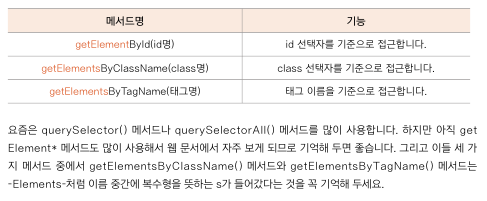 메서드명 기능
getElementById(id명) id 선택자를 기준으로 접근합니다.
getElementsByClassName(class명) class 선택자를 기준으로 접근합니다.
getElementsByTagName(태그명) 태그 이름을 기준으로 접근합니다.
요즘은 querySelector() 메서드나 querySelectorAll() 메서드를 많이 사용합니다. 하지만 아직 get
Element* 메서드도 많이 사용해서 웹 문서에서 자주 보게 되므로 기억해 두면 좋습니다. 그리고 이들 세 가
지 메서드 중에서 getElementsByClassName() 메서드와 getElementsByTagName() 메서드는
-Elements-처럼 이름 중간에 복수형을 뜻하는 s가 들어갔다는 것을 꼭 기억해 두세요.